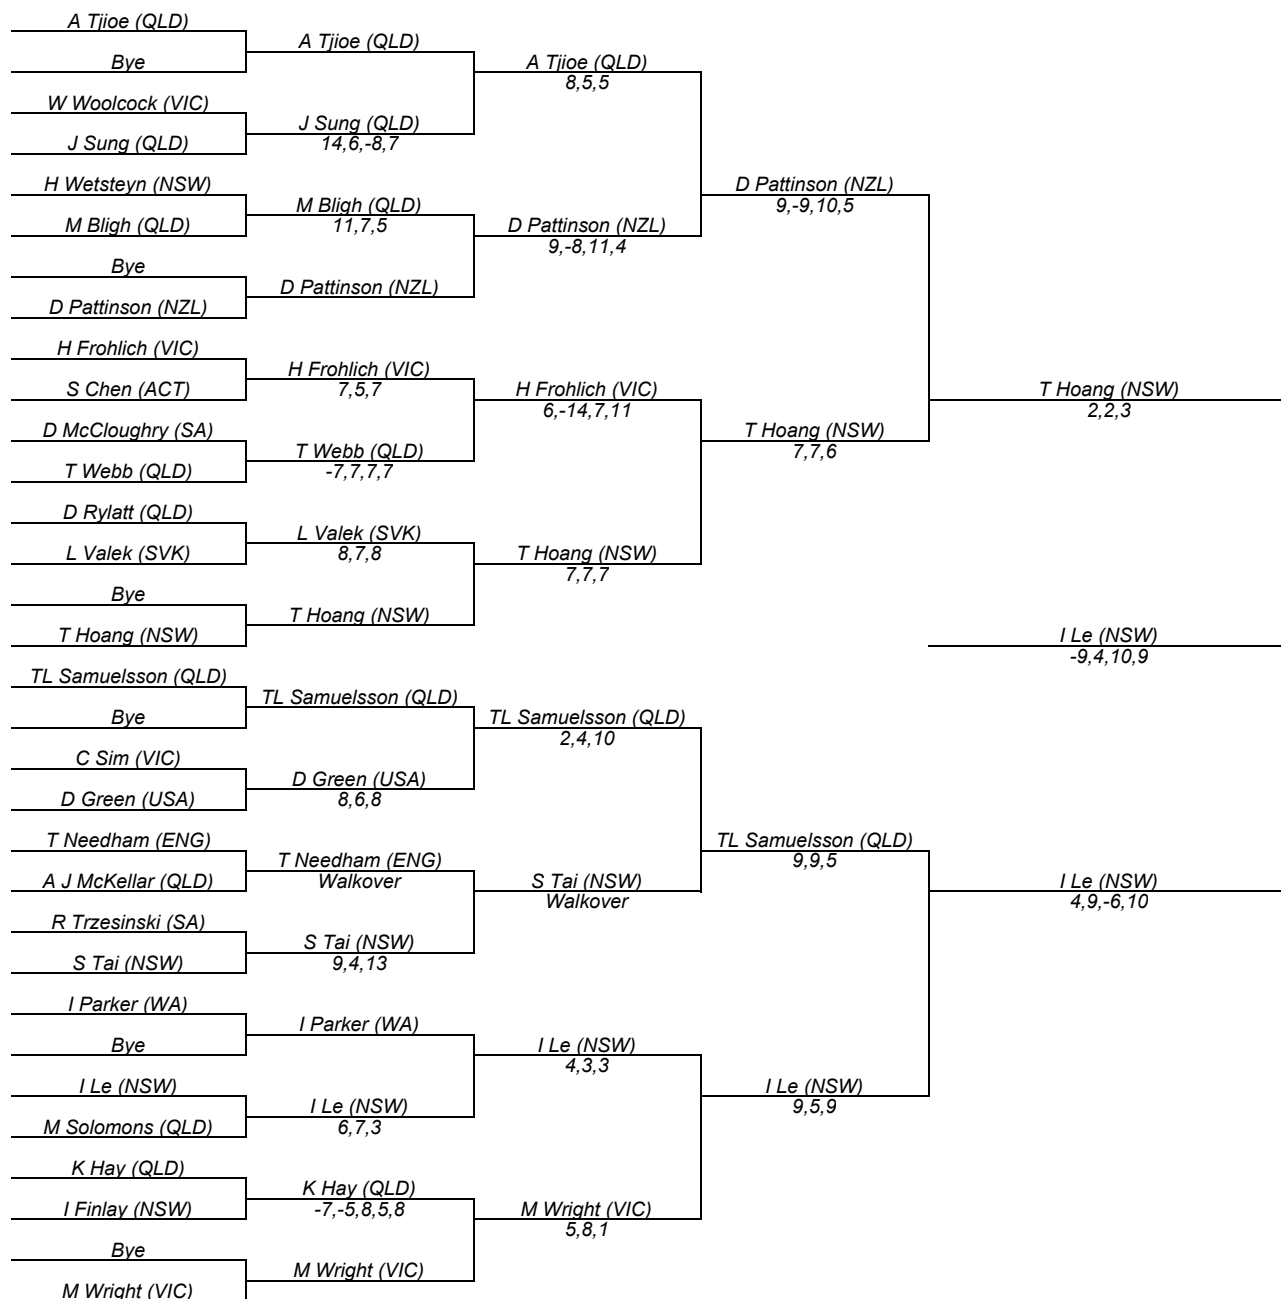 A Tjioe (QLD)
Bye
W Woolcock (VIC)
J Sung (QLD)
H Wetsteyn (NSW)
M Bligh (QLD)
Bye
D Pattinson (NZL)
H Frohlich (VIC)
S Chen (ACT)
D McCloughry (SA)
T Webb (QLD)
D Rylatt (QLD)
L Valek (SVK)
Bye
T Hoang (NSW)
TL Samuelsson (QLD)
Bye
C Sim (VIC)
D Green (USA)
T Needham (ENG)
A J McKellar (QLD)
R Trzesinski (SA)
S Tai (NSW)
I Parker (WA)
Bye
I Le (NSW)
M Solomons (QLD)
K Hay (QLD)
I Finlay (NSW)
Bye
M Wright (VIC)
A Tjioe (QLD)
J Sung (QLD)
14,6,-8,7
M Bligh (QLD)
11,7,5
D Pattinson (NZL)
H Frohlich (VIC)
7,5,7
T Webb (QLD)
-7,7,7,7
L Valek (SVK)
8,7,8
T Hoang (NSW)
TL Samuelsson (QLD)
D Green (USA)
8,6,8
T Needham (ENG)
Walkover
S Tai (NSW)
9,4,13
I Parker (WA)
I Le (NSW)
6,7,3
K Hay (QLD)
-7,-5,8,5,8
M Wright (VIC)
A Tjioe (QLD)
8,5,5
D Pattinson (NZL)
9,-8,11,4
H Frohlich (VIC)
6,-14,7,11
T Hoang (NSW)
7,7,7
TL Samuelsson (QLD)
2,4,10
S Tai (NSW)
Walkover
I Le (NSW)
4,3,3
M Wright (VIC)
5,8,1
D Pattinson (NZL)
9,-9,10,5
T Hoang (NSW)
7,7,6
TL Samuelsson (QLD)
9,9,5
I Le (NSW)
9,5,9
T Hoang (NSW)
2,2,3
I Le (NSW)
-9,4,10,9
I Le (NSW)
4,9,-6,10